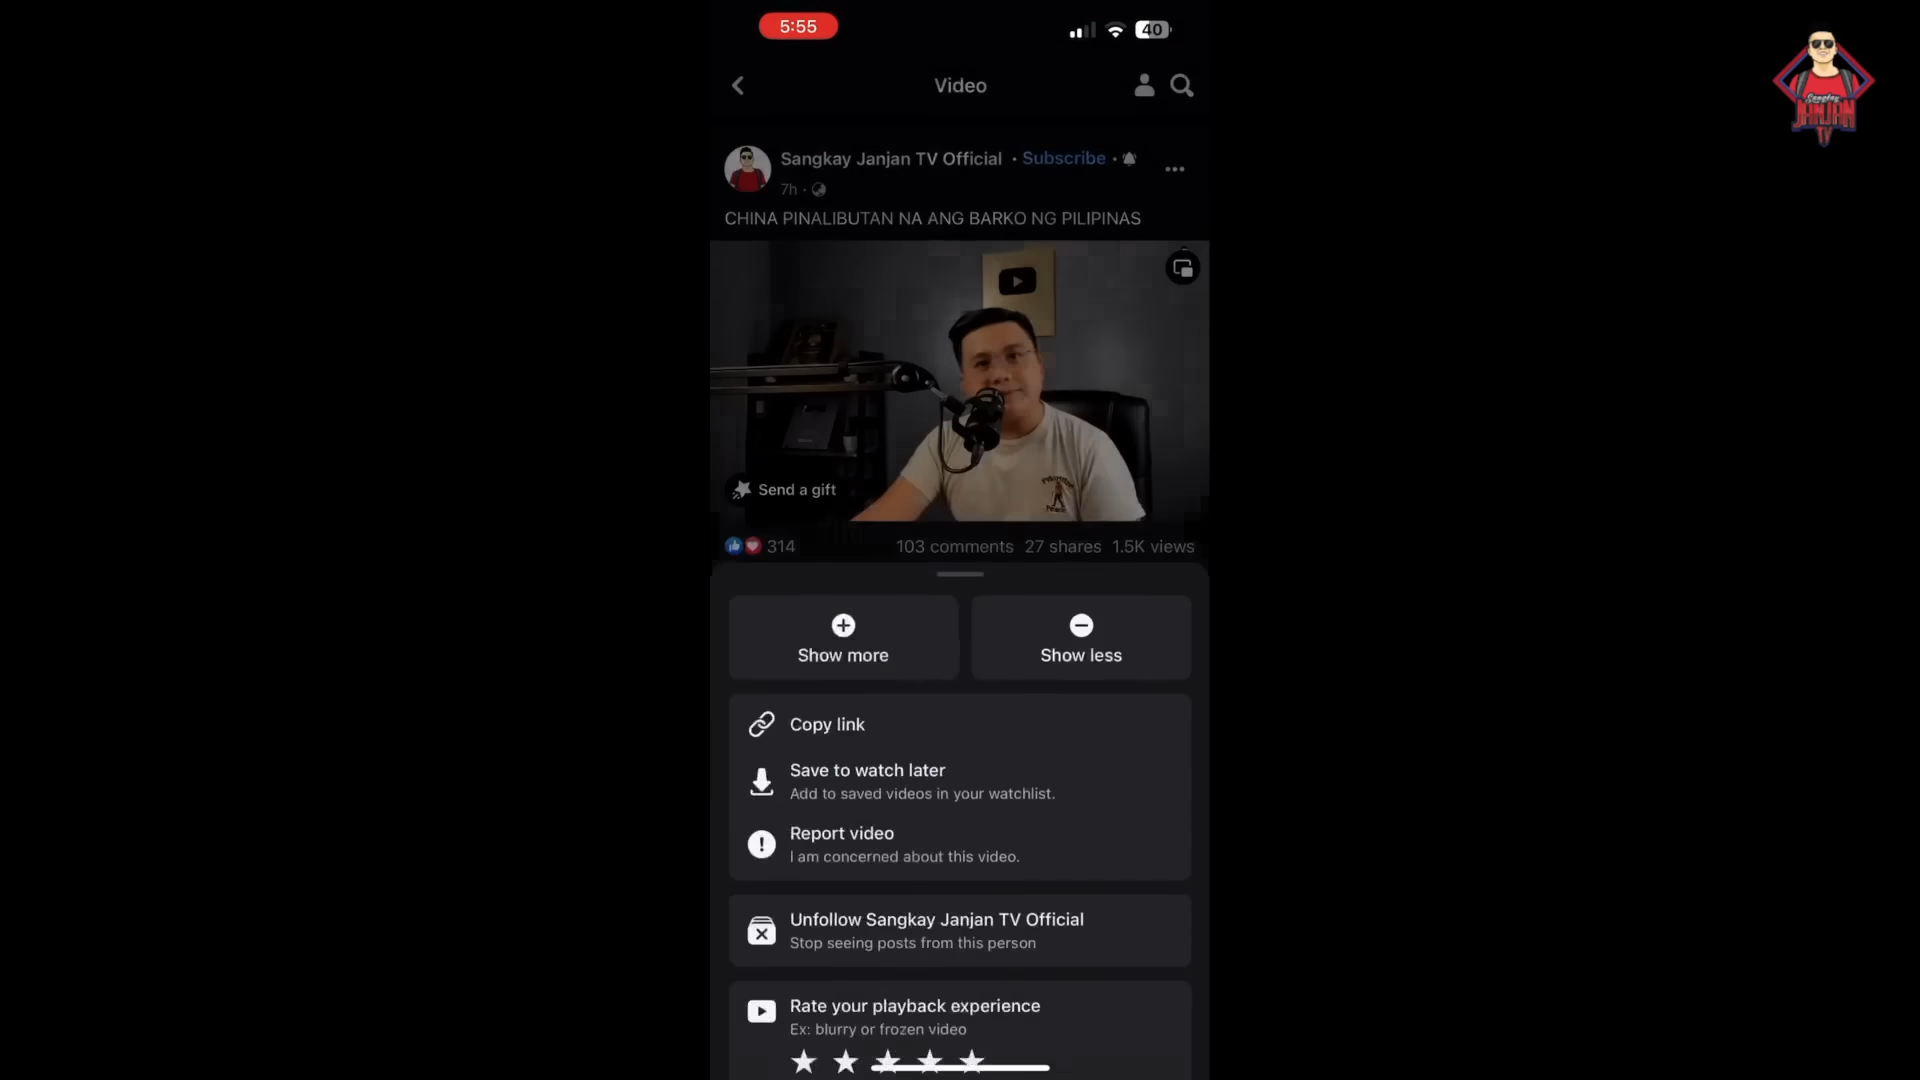 5:55
40
Video
Sangkay Janjan TV Official · Subscribe ·
7h ·
CHINA PINALIBUTAN NA ANG BARKO NG PILIPINAS
Send a gift
314 103 comments 27 shares 1.5K views
Show more
Show less
Copy link
Save to watch later
Add to saved videos in your watchlist.
Report video
I am concerned about this video.
Unfollow Sangkay Janjan TV Official
Stop seeing posts from this person
Rate your playback experience
Ex: blurry or frozen video
Sangkay
JANJAN
TV